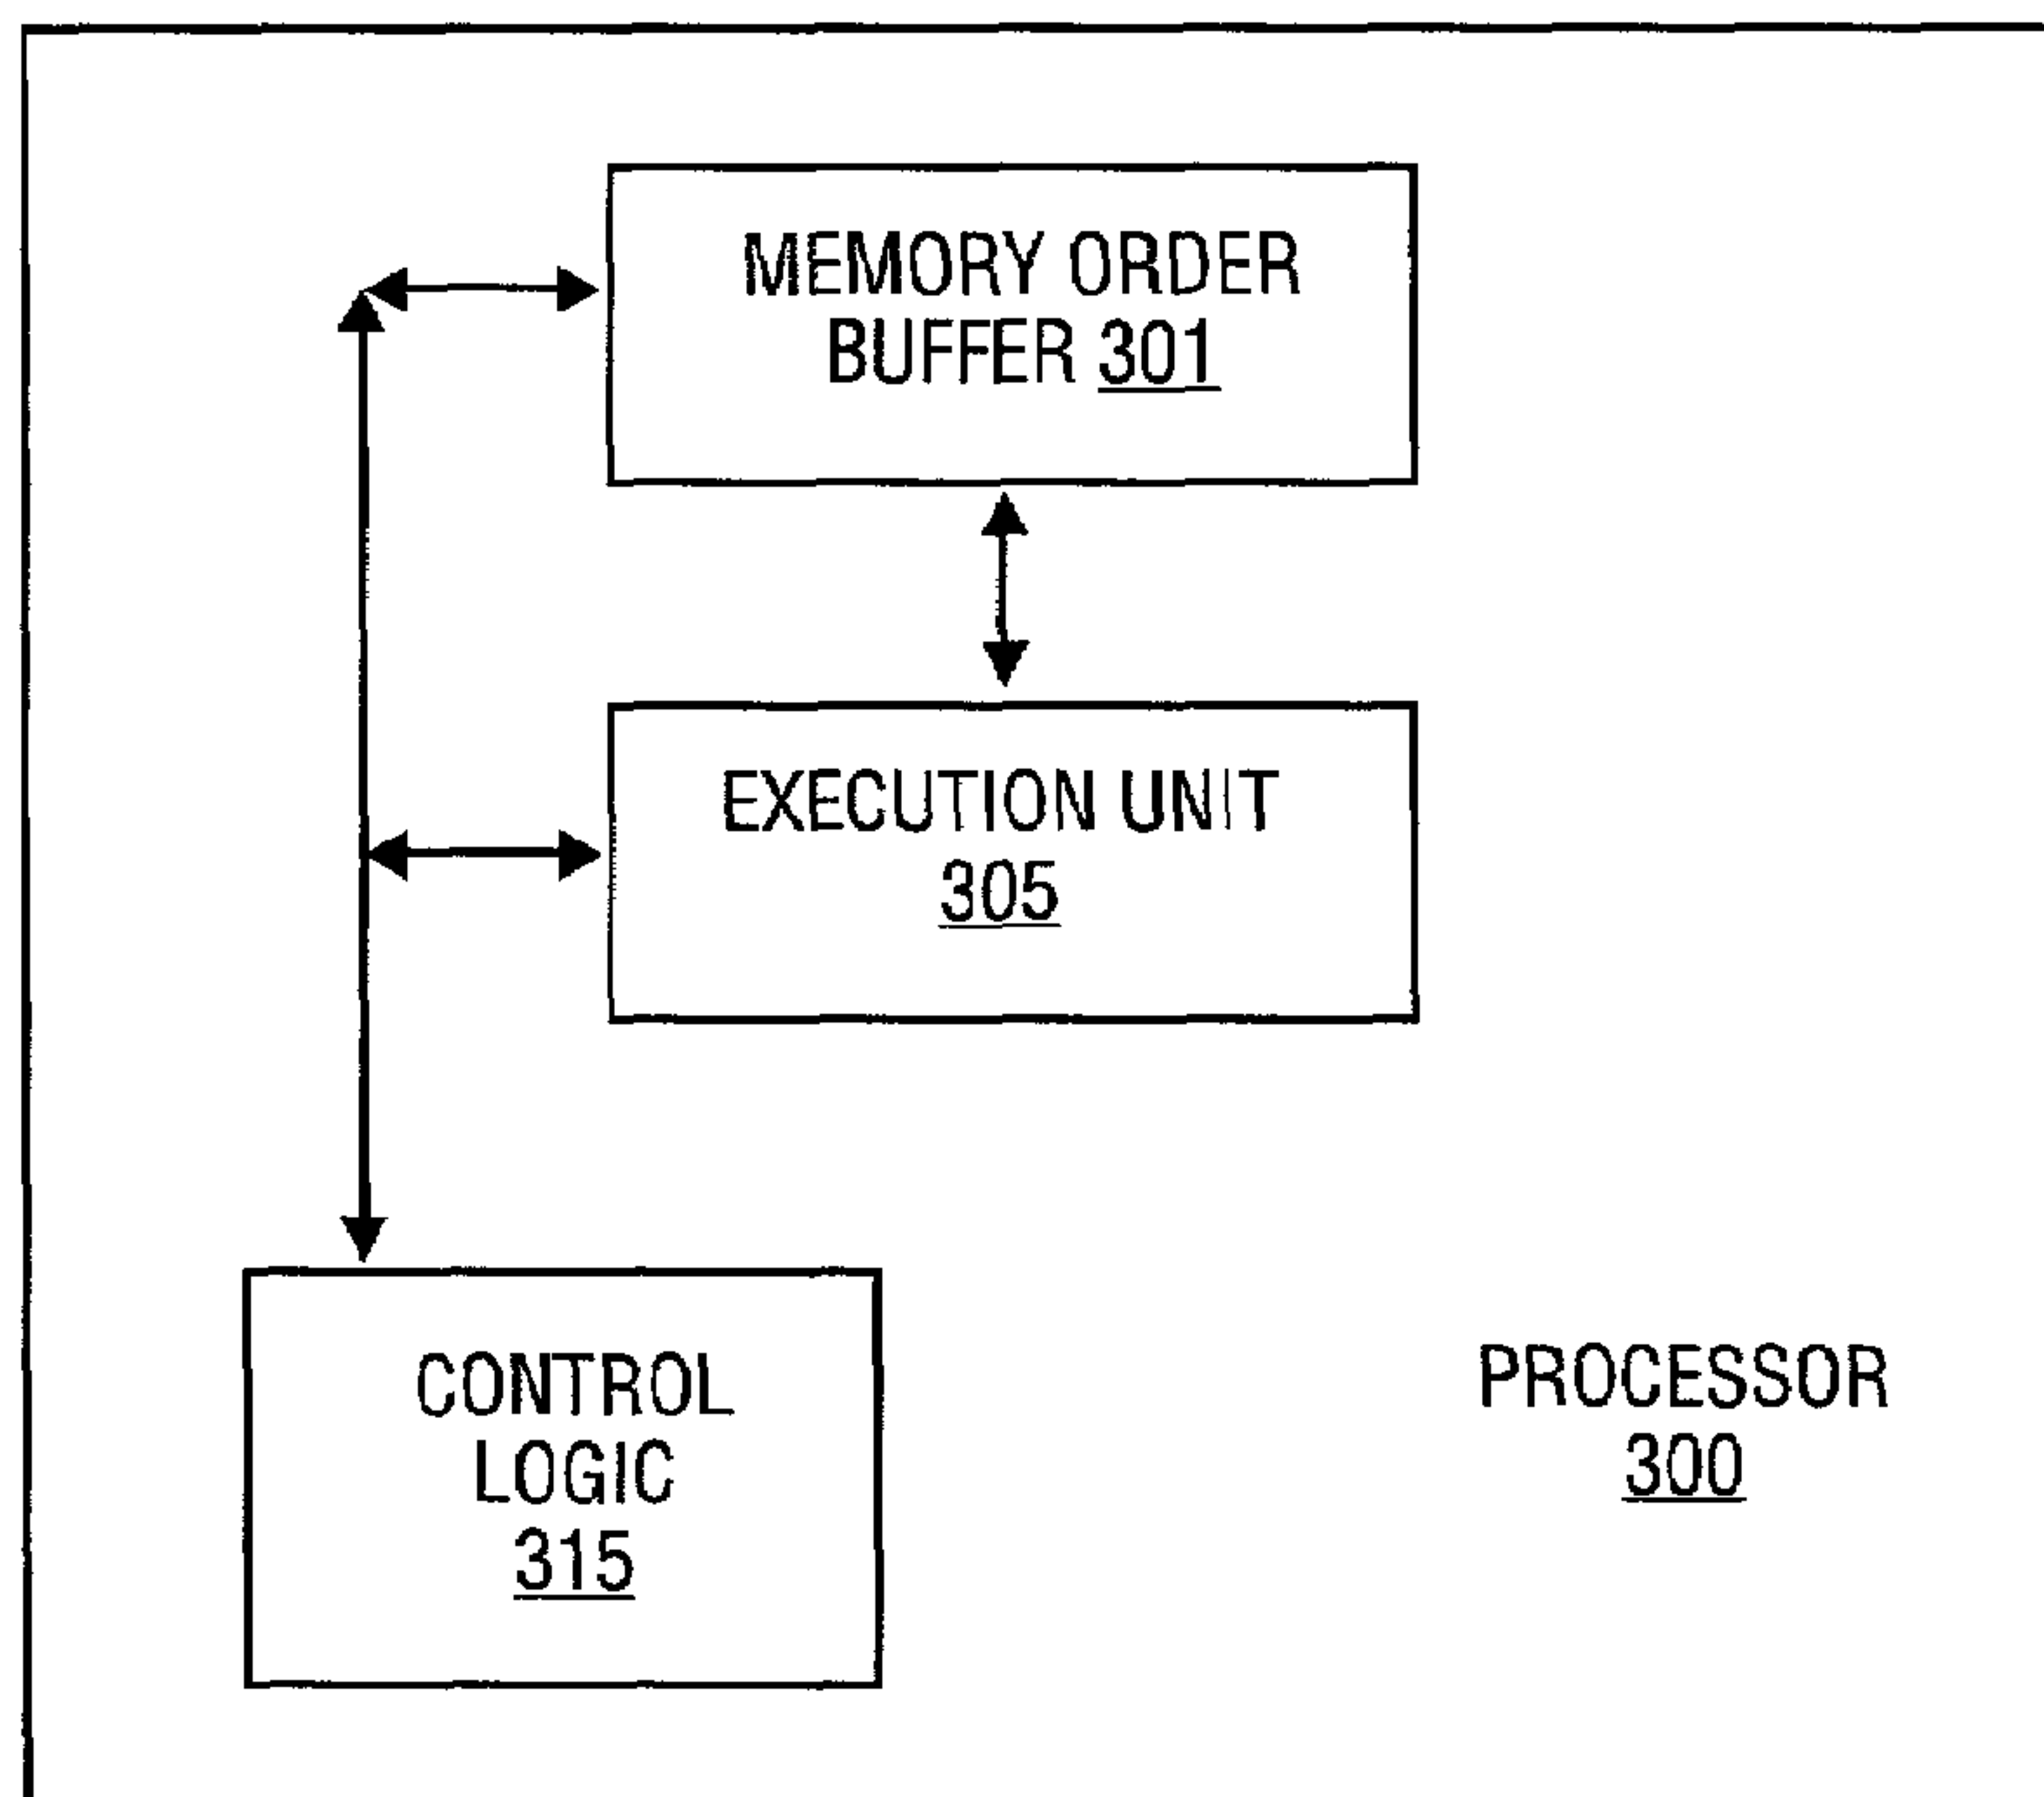 MEMORY ORDER
BUFFER 301
EXECUTION UNIT
305
CONTROL
LOGIC
315
PROCESSOR
300